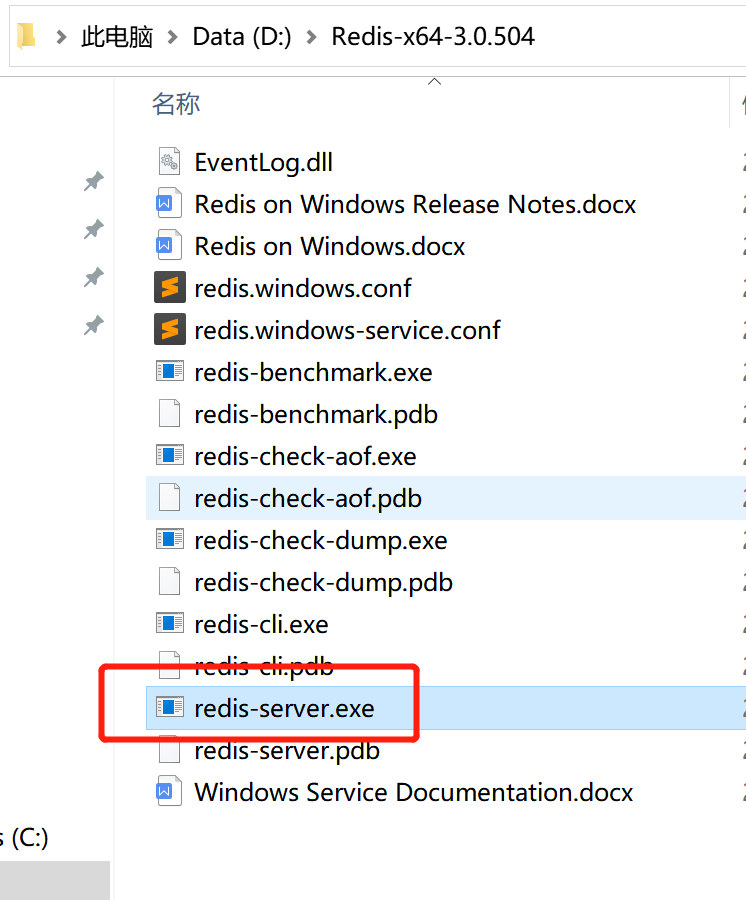 此电脑 > Data (D:) > Redis-x64-3.0.504
名称
EventLog.dll
Redis on Windows Release Notes.docx
Redis on Windows.docx
redis.windows.conf
redis.windows-service.conf
redis-benchmark.exe
redis-benchmark.pdb
redis-check-aof.exe
redis-check-aof.pdb
redis-check-dump.exe
redis-check-dump.pdb
redis-cli.exe
redis-cli.pdb
redis-server.exe
redis-server.pdb
Windows Service Documentation.docx
s (C:)